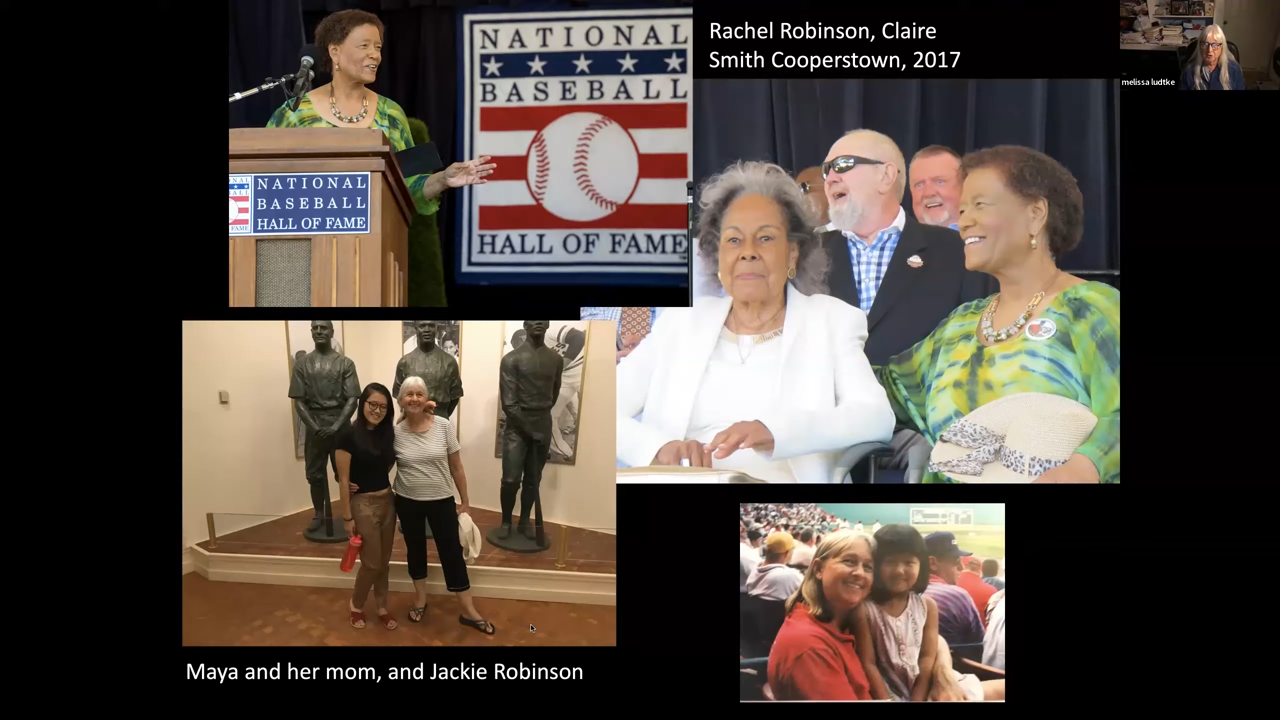 NATIONAL
BASEBALL
HALL OF FAME
NATIONAL
BASEBALL
HALL OF FAME
Rachel Robinson, Claire
Smith Cooperstown, 2017
melissa ludtke
Maya and her mom, and Jackie Robinson